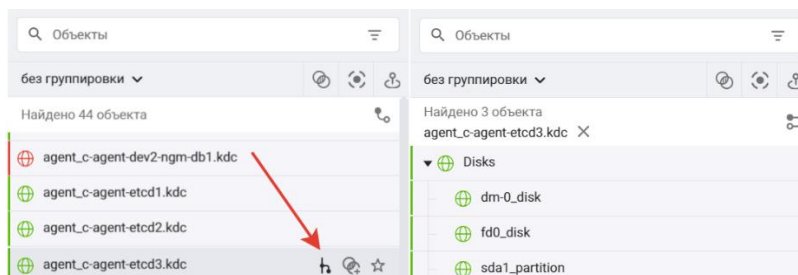 Объекты
без группировки
Найдено 44 объекта
agent_c-agent-dev2-ngm-db1.kdc
agent_c-agent-etcd1.kdc
agent_c-agent-etcd2.kdc
agent_c-agent-etcd3.kdc
Объекты
без группировки
Найдено 3 объекта
agent_c-agent-etcd3.kdc
Disks
dm-0_disk
fd0_disk
sda1_partition